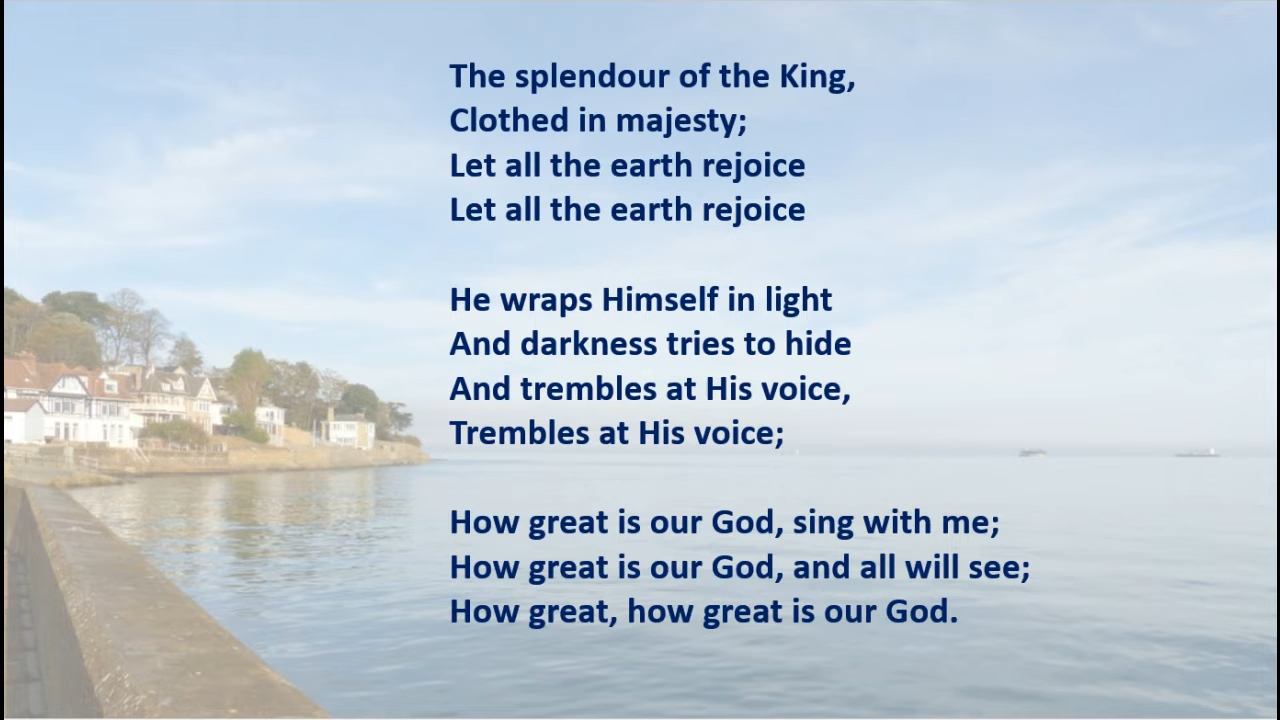 The splendour of the King,
Clothed in majesty;
Let all the earth rejoice
Let all the earth rejoice
He wraps Himself in light
And darkness tries to hide
And trembles at His voice,
Trembles at His voice;
How great is our God, sing with me;
How great is our God, and all will see;
How great, how great is our God.